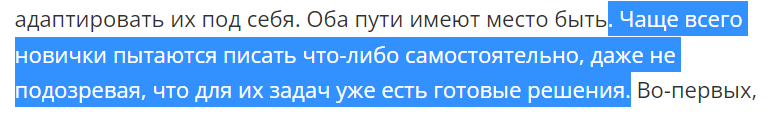 адаптировать их под себя. Оба пути имеют место быть. Чаще всего
новички пытаются писать что-либо самостоятельно, даже не
подозревая, что для их задач уже есть готовые решения. Во-первых,